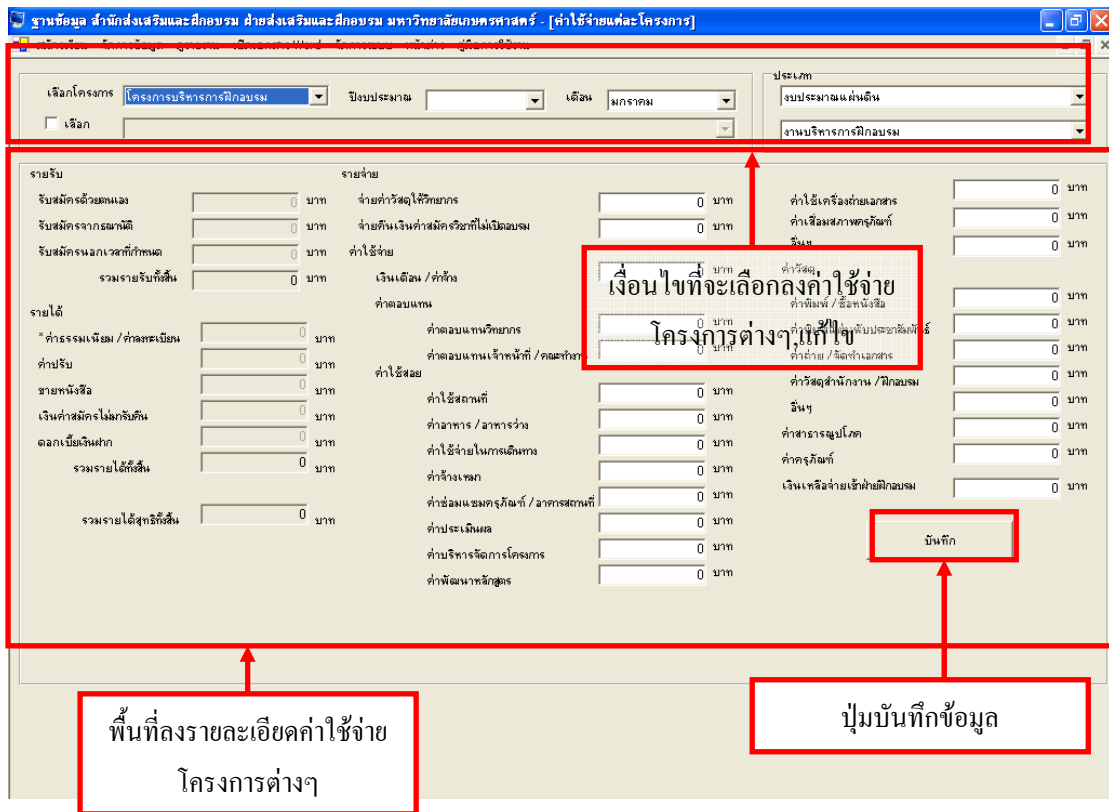 ฐานข้อมูล สำนักส่งเสริมและฝึกอบรม ฝ่ายส่งเสริมและฝึกอบรม มหาวิทยาลัยเกษตรศาสตร์ - [ค่าใช้จ่ายแต่ละโครงการ]
เลือกโครงการ โครงการบริหารการฝึกอบรม ปีงบประมาณ เดือน มกราคม
เลือก
ประเภท
งบประมาณแผ่นดิน
งานบริหารการฝึกอบรม
รายรับ
รับสมัครด้วยตนเอง 0 บาท
รับสมัครจากธนาณัติ 0 บาท
รับสมัครนอกเวลาที่กำหนด 0 บาท
รวมรายรับทั้งสิ้น 0 บาท
รายได้
*ค่าธรรมเนียม / ค่าลงทะเบียน 0 บาท
ค่าปรับ 0 บาท
ขายหนังสือ 0 บาท
เงินค่าสมัครไม่มารับคืน 0 บาท
ดอกเบี้ยเงินฝาก 0 บาท
รวมรายได้ทั้งสิ้น 0 บาท
รวมรายได้สุทธิทั้งสิ้น 0 บาท
รายจ่าย
จ่ายค่าวัสดุให้วิทยากร 0 บาท
จ่ายคืนเงินค่าสมัครวิชาที่ไม่เปิดอบรม 0 บาท
ค่าใช้จ่าย
เงินเดือน / ค่าจ้าง 0 บาท
ค่าตอบแทน
ค่าตอบแทนวิทยากร บาท
ค่าตอบแทนเจ้าหน้าที่ / คณะทำงาน บาท
ค่าใช้สอย
ค่าใช้สถานที่ 0 บาท
ค่าอาหาร / อาหารว่าง 0 บาท
ค่าใช้จ่ายในการเดินทาง 0 บาท
ค่าจ้างเหมา 0 บาท
ค่าซ่อมแซมครุภัณฑ์ / อาคารสถานที่ 0 บาท
ค่าประเมินผล 0 บาท
ค่าบริหารจัดการโครงการ 0 บาท
ค่าพัฒนาหลักสูตร 0 บาท
ค่าใช้เครื่องถ่ายเอกสาร 0 บาท
ค่าเสื่อมสภาพครุภัณฑ์ 0 บาท
อื่นๆ 0 บาท
ค่าวัสดุ
ค่าพิมพ์ / ซื้อหนังสือ 0 บาท
0 บาท
ค่าถ่าย / จัดทำเอกสาร 0 บาท
ค่าวัสดุสำนักงาน / ฝึกอบรม 0 บาท
อื่นๆ 0 บาท
ค่าสาธารณูปโภค 0 บาท
ค่าครุภัณฑ์ 0 บาท
เงินเหลือจ่ายเข้าฝ่ายฝึกอบรม 0 บาท
บันทึก
เงื่อนไขที่จะเลือกลงค่าใช้จ่าย
โครงการต่างๆ,แก้ไข
พื้นที่ลงรายละเอียดค่าใช้จ่าย
โครงการต่างๆ
ปุ่มบันทึกข้อมูล